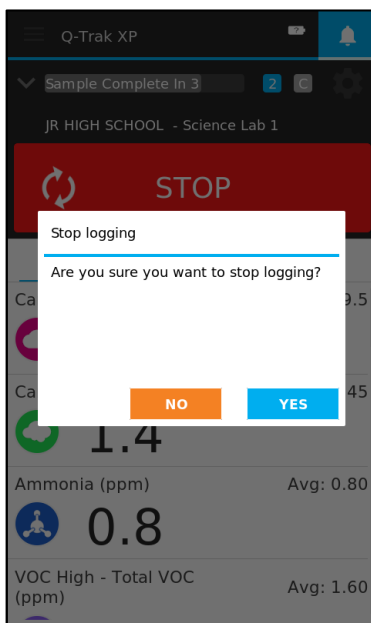 Q-Trak XP
Sample Complete In 3
2
C
JR HIGH SCHOOL - Science Lab 1
STOP
Stop logging
Are you sure you want to stop logging?
NO
YES
Ca
9.5
Ca
45
1.4
Ammonia (ppm)
Avg: 0.80
0.8
VOC High - Total VOC
(ppm)
Avg: 1.60